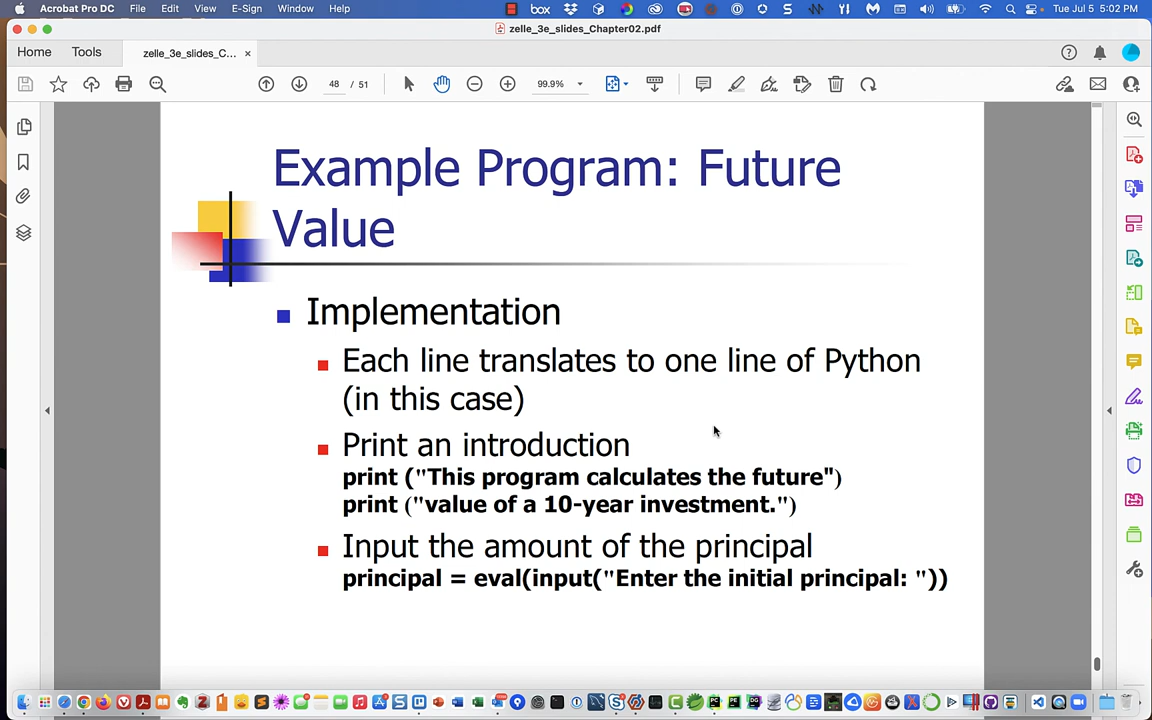 Acrobat Pro DC File Edit View E-Sign Window Help box Tue Jul 5 5:02 PM
zelle_3e_slides_Chapter02.pdf
Home Tools zelle_3e_slides_C... ×
48 / 51 99.9%
Example Program: Future
Value
Implementation
Each line translates to one line of Python
(in this case)
Print an introduction
print ("This program calculates the future")
print ("value of a 10-year investment.")
Input the amount of the principal
principal = eval(input("Enter the initial principal: "))